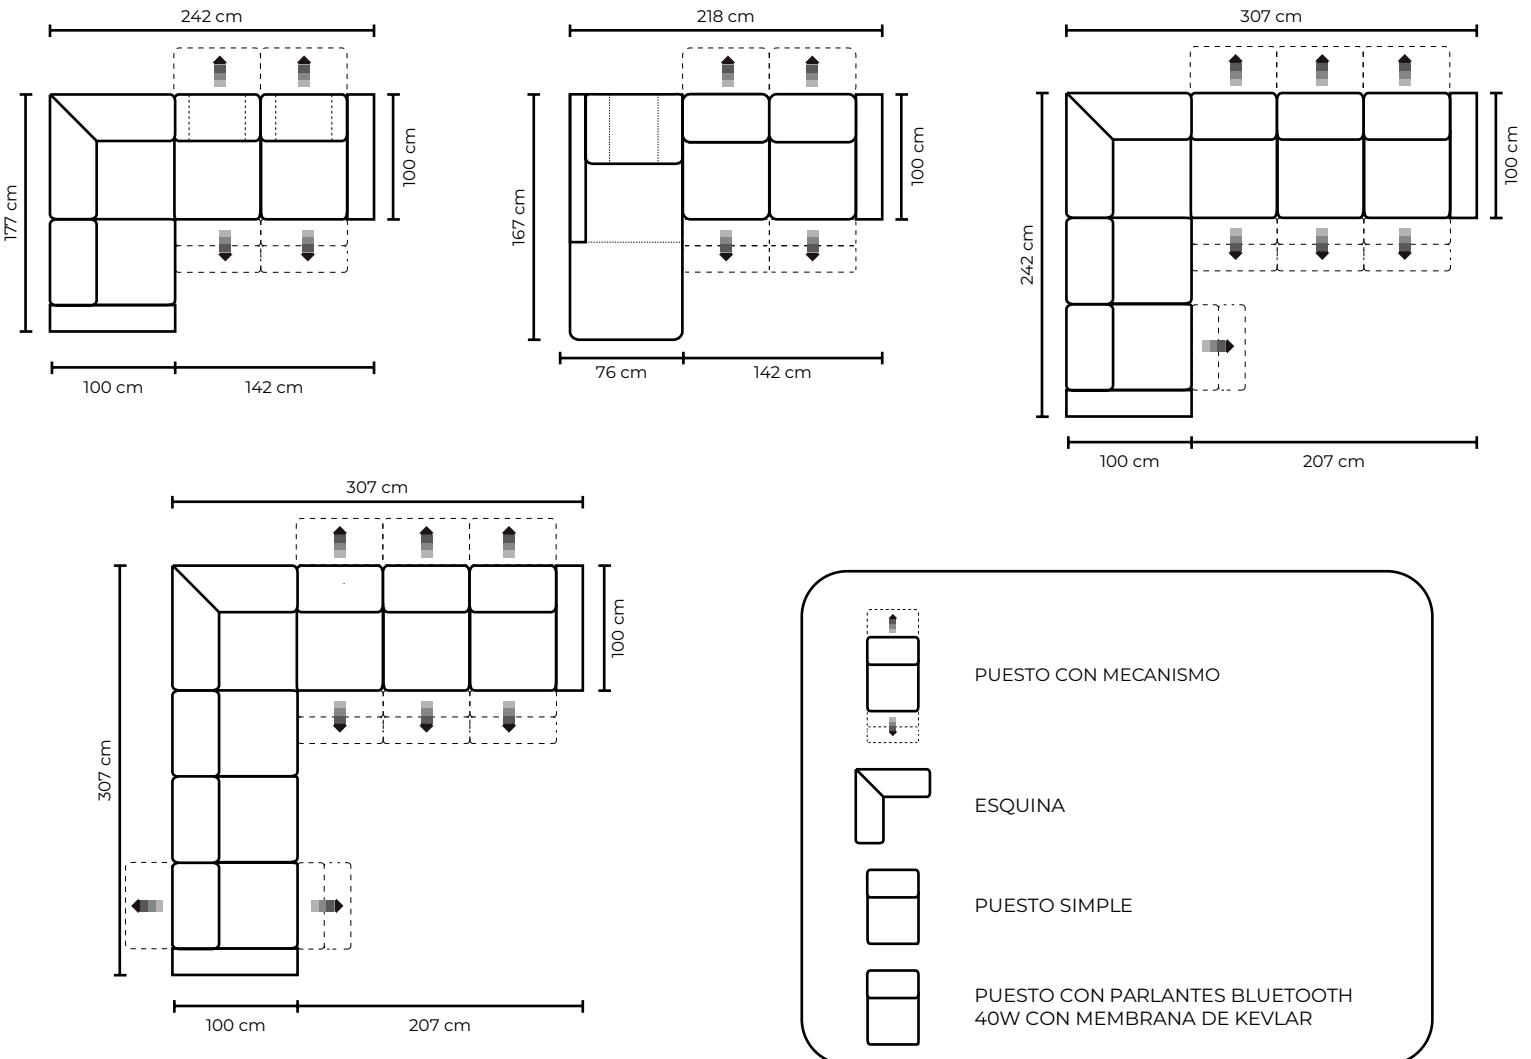 242 cm
177 cm
100 cm
100 cm
142 cm
218 cm
167 cm
100 cm
76 cm
142 cm
307 cm
242 cm
100 cm
100 cm
207 cm
307 cm
307 cm
100 cm
100 cm
207 cm
PUESTO CON MECANISMO
ESQUINA
PUESTO SIMPLE
PUESTO CON PARLANTES BLUETOOTH
40W CON MEMBRANA DE KEVLAR